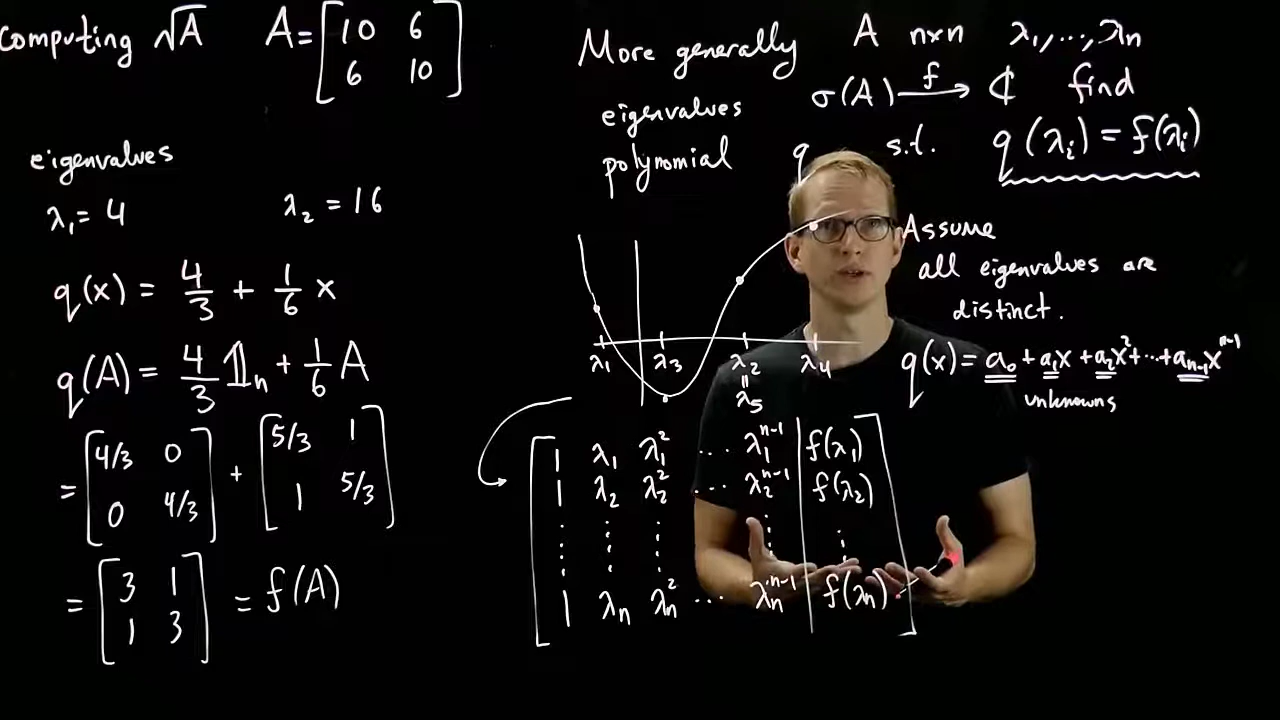 Computing √A A = [10 6
6 10]
eigenvalues
λ₁ = 4 λ₂ = 16
q(x) = 4/3 + 1/6 x
q(A) = 4/3 𝟙ₙ + 1/6 A
= [4/3 0
0 4/3] + [5/3 1
1 5/3]
= [3 1
1 3] = f(A)
More generally A n×n λ₁,...,λₙ
eigenvalues σ(A) —f→ ℂ find
polynomial q s.t. q(λᵢ) = f(λᵢ)
Assume
all eigenvalues are
distinct.
λ₁ λ₃ λ₂ λ₄
"
λ₅
q(x) = a₀ + a₁x + a₂x² + ... + aₙ₋₁xⁿ⁻¹
unknowns
[1 λ₁ λ₁² ... λ₁ⁿ⁻¹ | f(λ₁)
1 λ₂ λ₂² ... λ₂ⁿ⁻¹ | f(λ₂)
⋮ ⋮ ⋮ ⋮ | ⋮
1 λₙ λₙ² ... λₙⁿ⁻¹ | f(λₙ)]